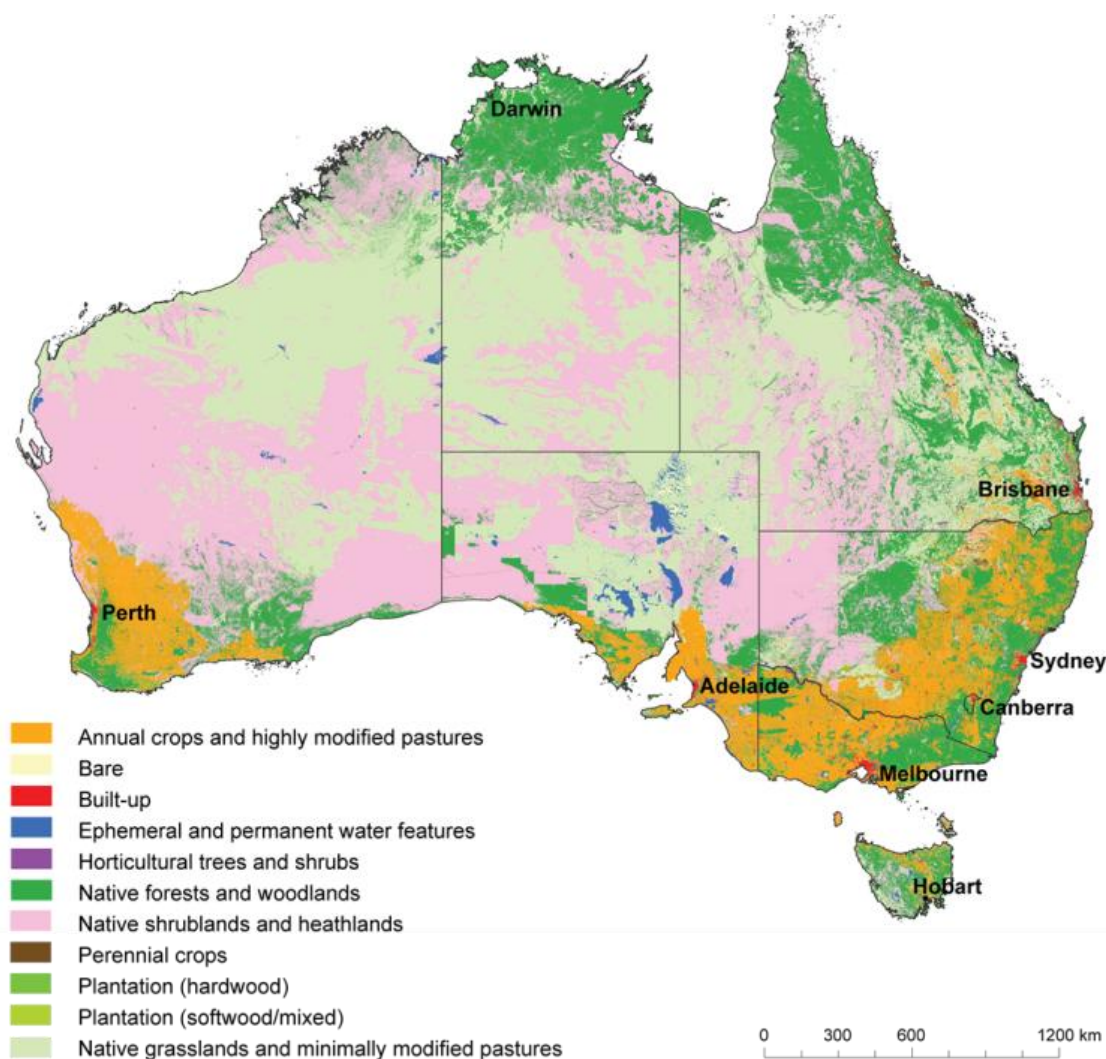 Darwin
Brisbane
Perth
Sydney
Adelaide
Canberra
Melbourne
Hobart
Annual crops and highly modified pastures
Bare
Built-up
Ephemeral and permanent water features
Horticultural trees and shrubs
Native forests and woodlands
Native shrublands and heathlands
Perennial crops
Plantation (hardwood)
Plantation (softwood/mixed)
Native grasslands and minimally modified pastures
0 300 600 1200 km